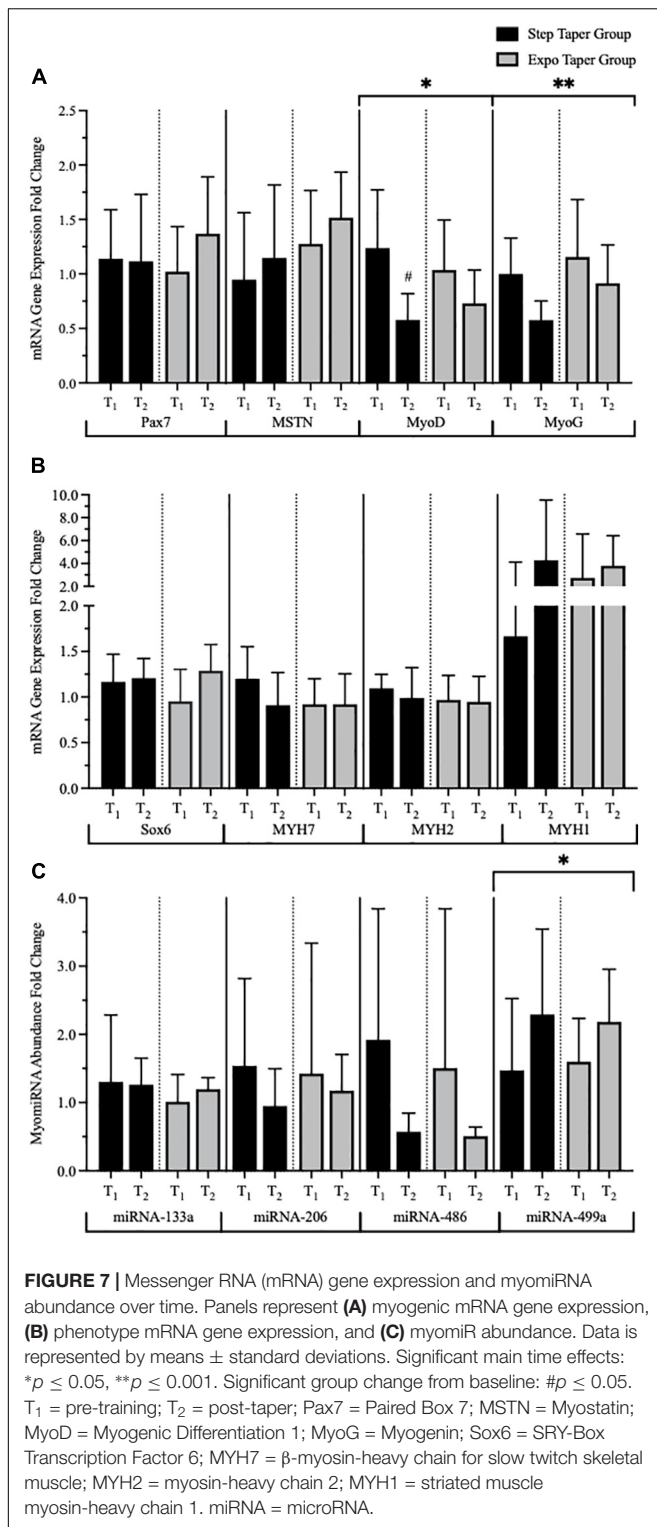 Step Taper Group
Expo Taper Group
A
* **
mRNA Gene Expression Fold Change
2.5
2.0
1.5
1.0
0.5
0.0
#
T₁ T₂ T₁ T₂ T₁ T₂ T₁ T₂ T₁ T₂ T₁ T₂ T₁ T₂ T₁ T₂
Pax7 MSTN MyoD MyoG
B
mRNA Gene Expression Fold Change
10.0
8.0
6.0
4.0
2.0
2.0
1.5
1.0
0.5
0.0
T₁ T₂ T₁ T₂ T₁ T₂ T₁ T₂ T₁ T₂ T₁ T₂ T₁ T₂ T₁ T₂
Sox6 MYH7 MYH2 MYH1
C
*
MyomiRNA Abundance Fold Change
4.0
3.0
2.0
1.0
0.0
T₁ T₂ T₁ T₂ T₁ T₂ T₁ T₂ T₁ T₂ T₁ T₂ T₁ T₂ T₁ T₂
miRNA-133a miRNA-206 miRNA-486 miRNA-499a
FIGURE 7 | Messenger RNA (mRNA) gene expression and myomiRNA
abundance over time. Panels represent (A) myogenic mRNA gene expression,
(B) phenotype mRNA gene expression, and (C) myomiR abundance. Data is
represented by means ± standard deviations. Significant main time effects:
*p ≤ 0.05, **p ≤ 0.001. Significant group change from baseline: #p ≤ 0.05.
T₁ = pre-training; T₂ = post-taper; Pax7 = Paired Box 7; MSTN = Myostatin;
MyoD = Myogenic Differentiation 1; MyoG = Myogenin; Sox6 = SRY-Box
Transcription Factor 6; MYH7 = β-myosin-heavy chain for slow twitch skeletal
muscle; MYH2 = myosin-heavy chain 2; MYH1 = striated muscle
myosin-heavy chain 1. miRNA = microRNA.